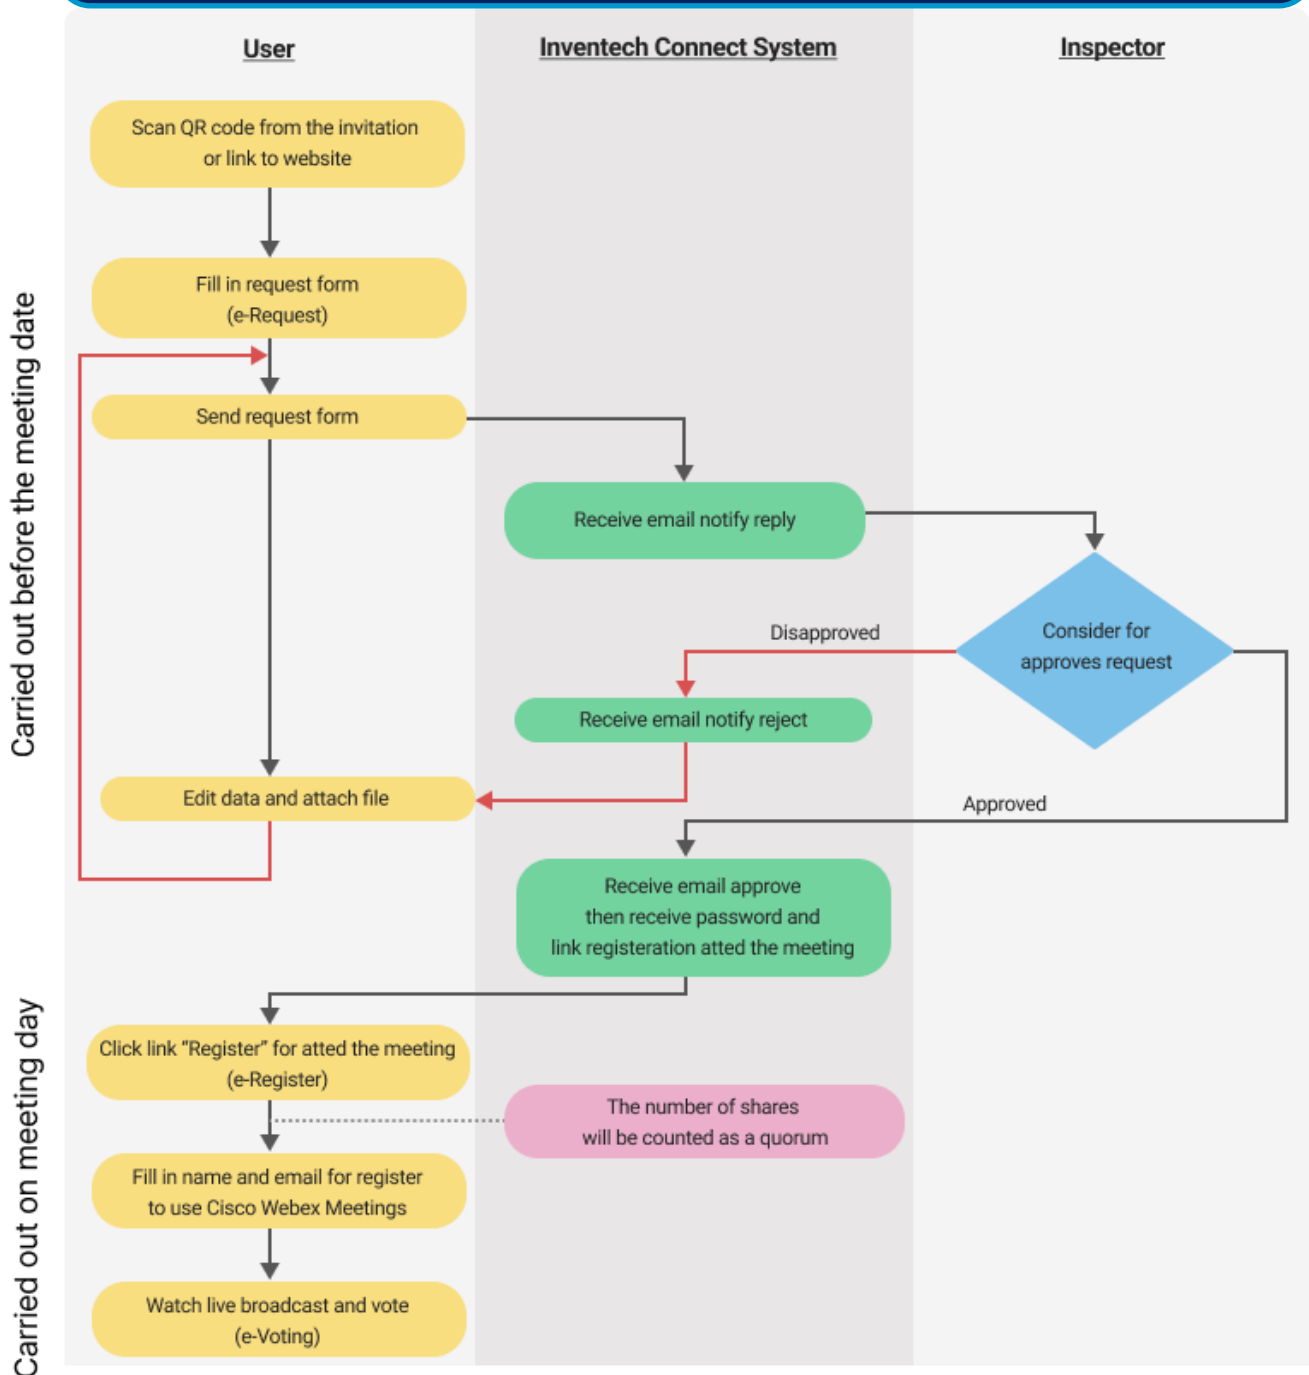 User
Inventech Connect System
Inspector
Scan QR code from the invitation
or link to website
Fill in request form
(e-Request)
Send request form
Receive email notify reply
Consider for
approves request
Disapproved
Receive email notify reject
Edit data and attach file
Approved
Receive email approve
then receive password and
link registeration atted the meeting
Click link “Register” for atted the meeting
(e-Register)
The number of shares
will be counted as a quorum
Fill in name and email for register
to use Cisco Webex Meetings
Watch live broadcast and vote
(e-Voting)
Carried out before the meeting date
Carried out on meeting day